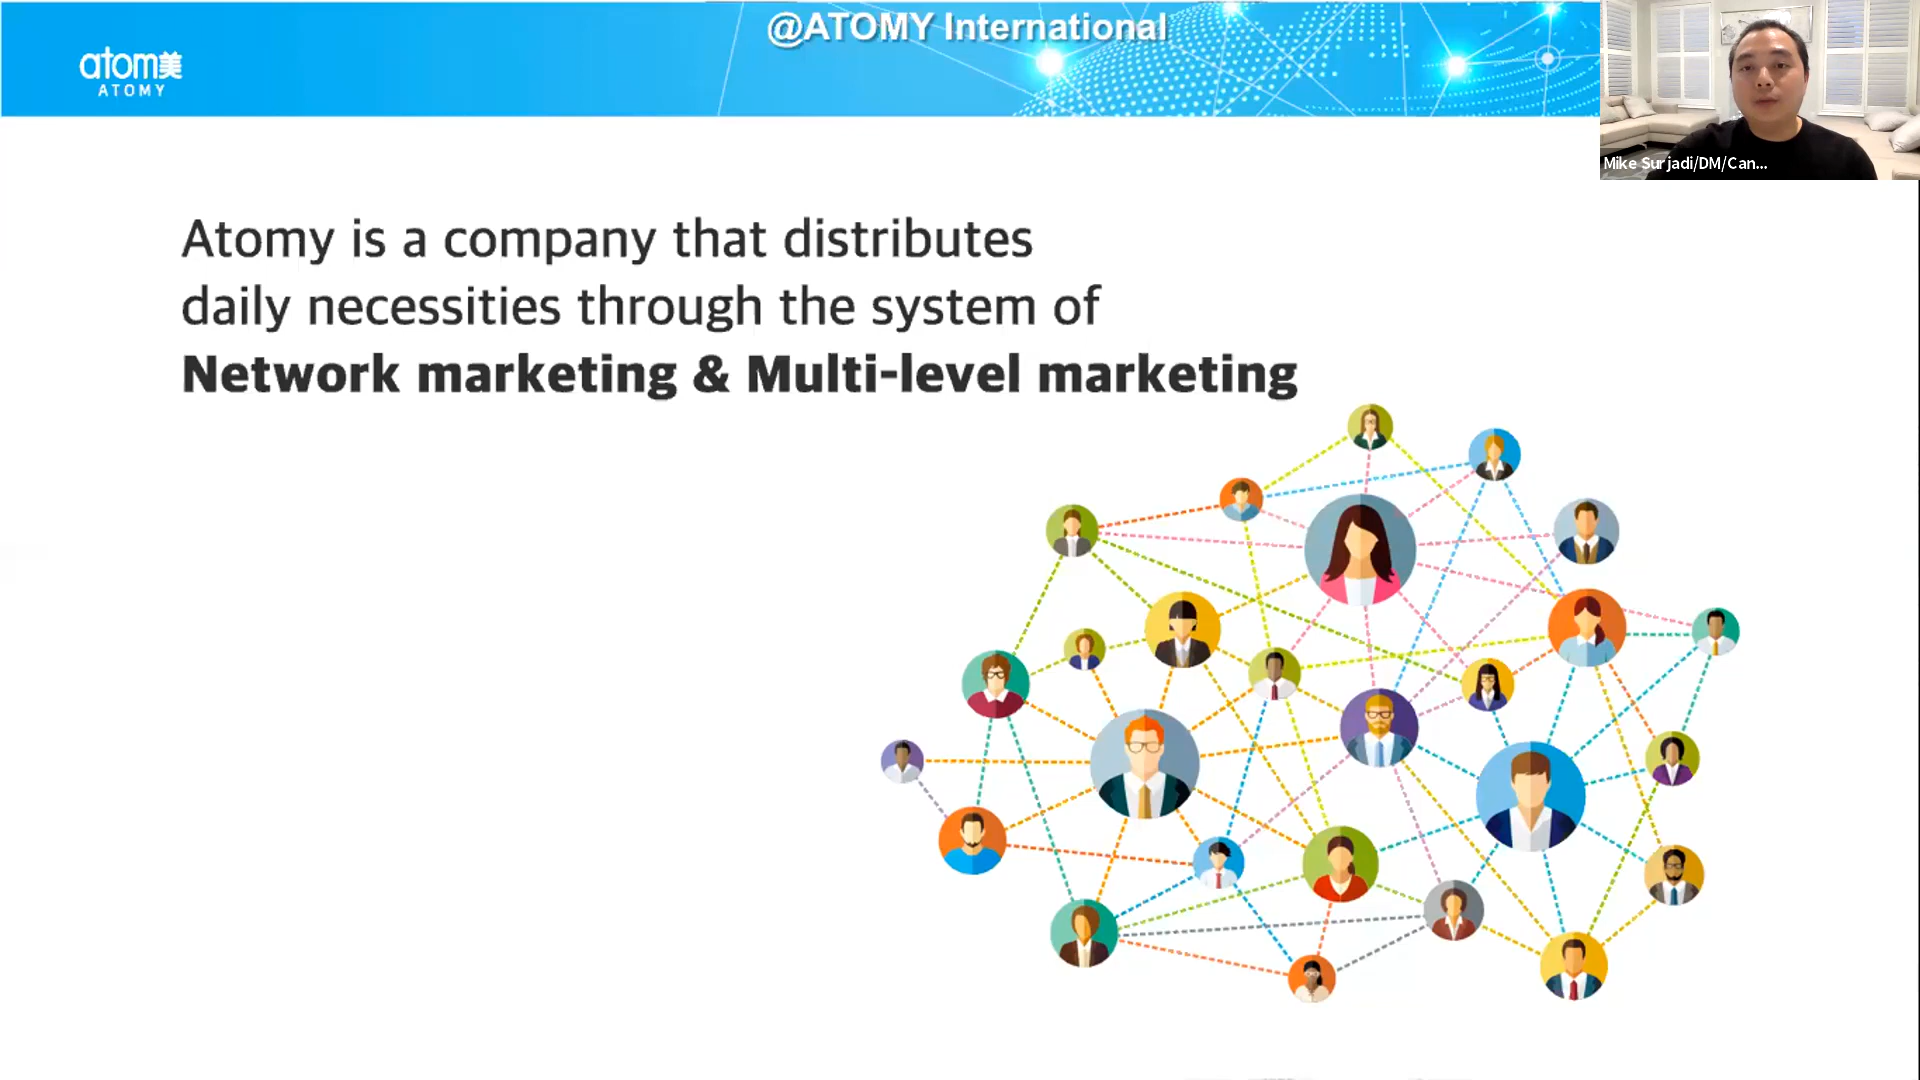 @ATOMY International
atom美
ATOMY
Mike Surjadi/DM/Can...
Atomy is a company that distributes
daily necessities through the system of
Network marketing & Multi-level marketing